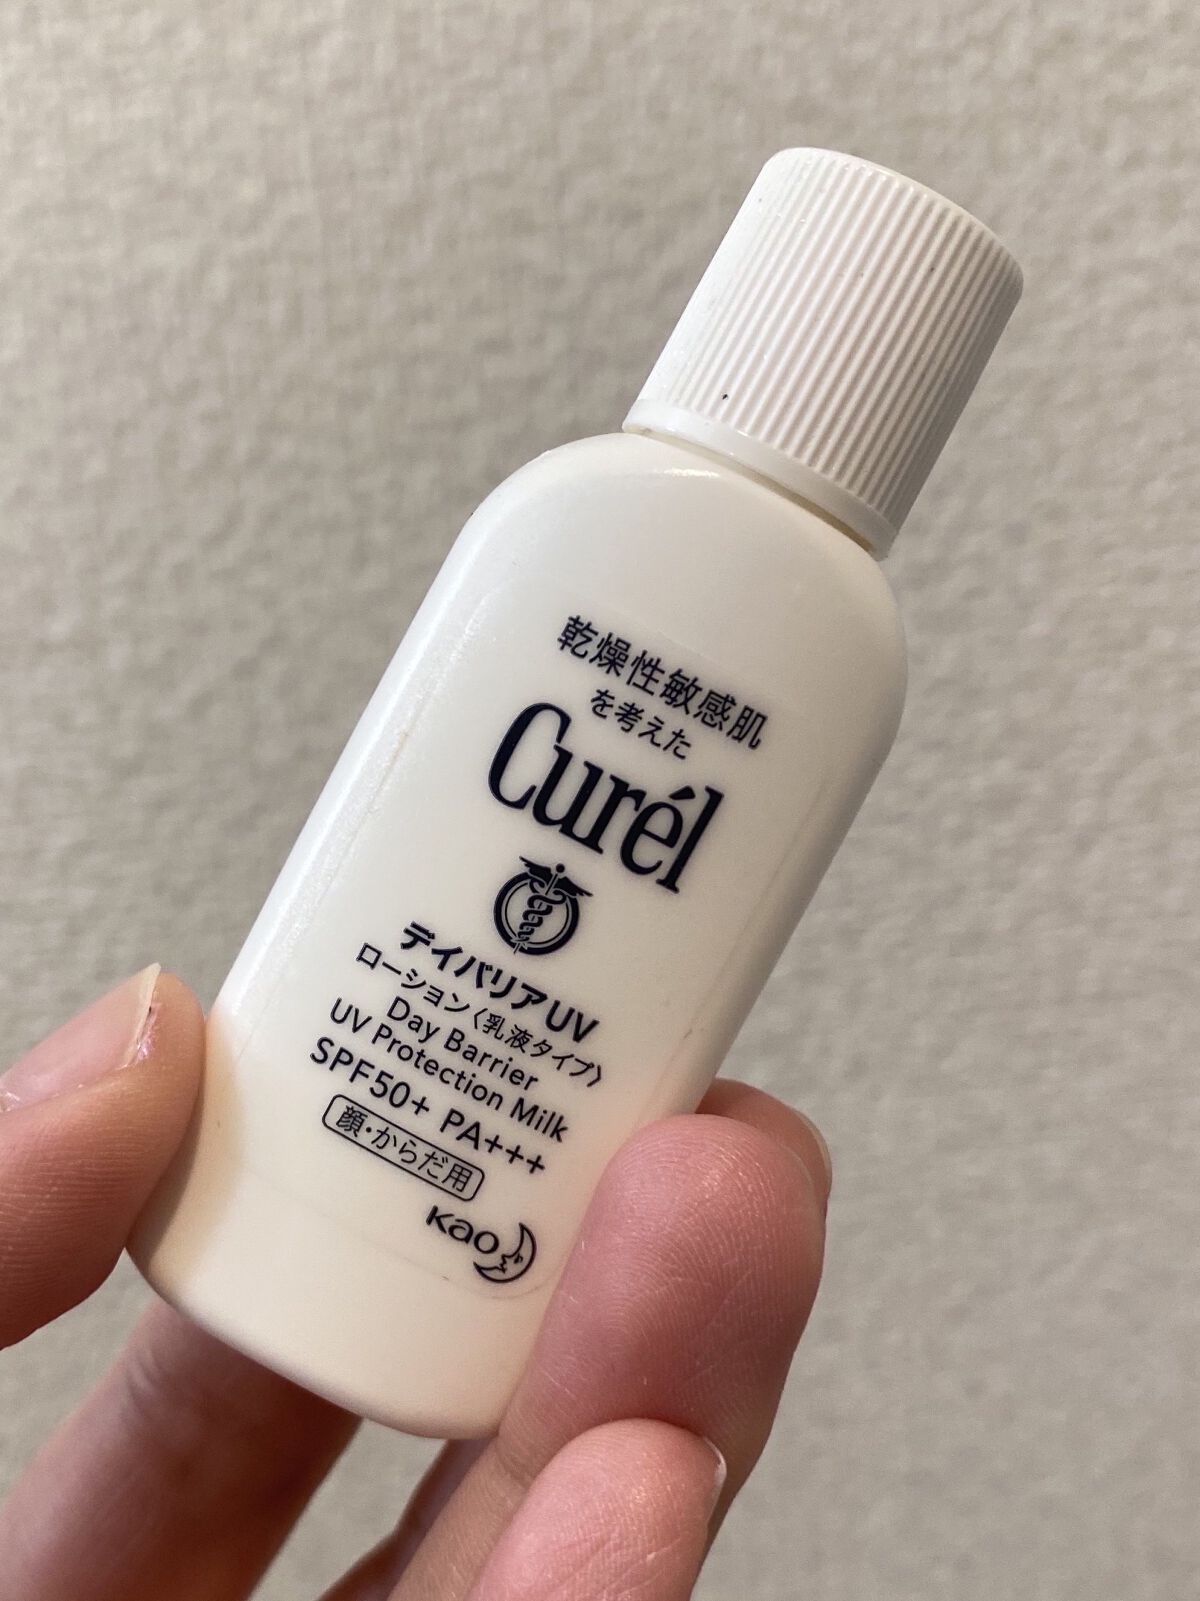 乾燥性敏感肌
を考えた
Curél
デイバリアUV
ローション〈乳液タイプ〉
Day Barrier
UV Protection Milk
SPF50+ PA+++
顔・からだ用
Kao